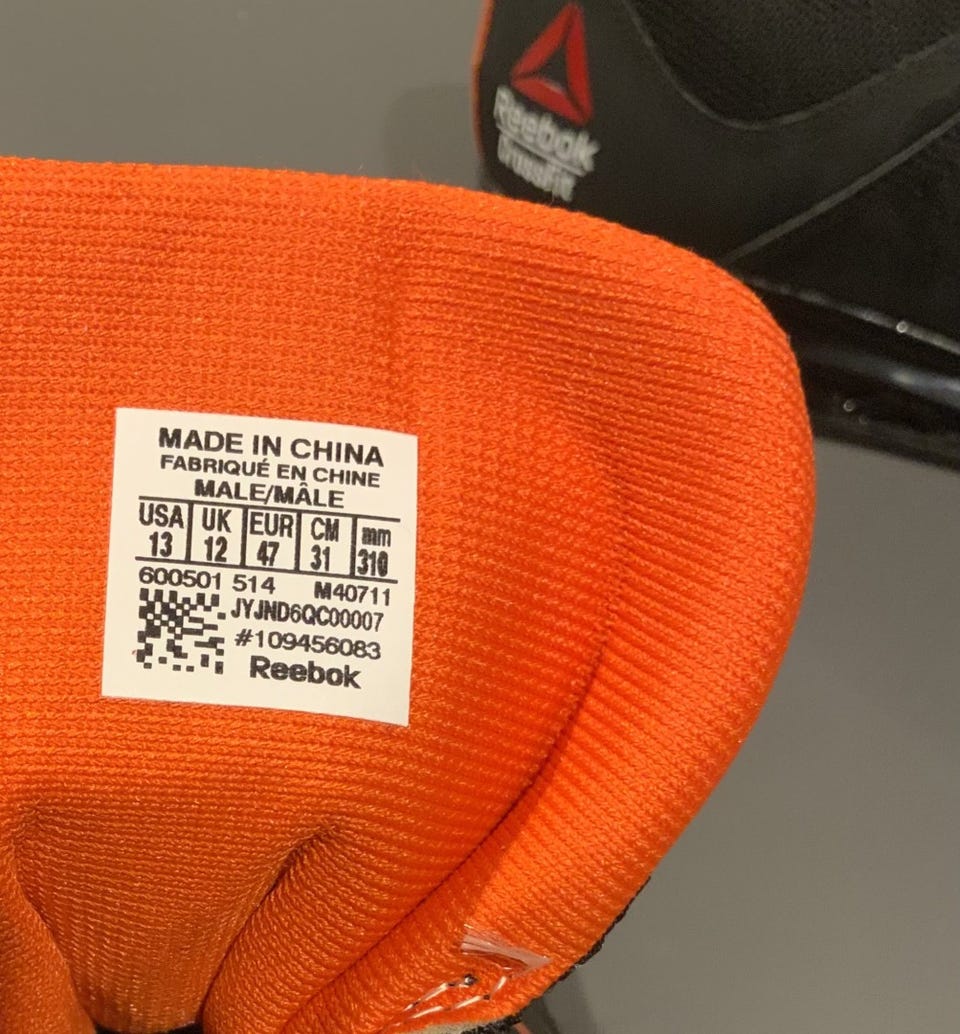 Reebok
CrossFit
MADE IN CHINA
FABRIQUÉ EN CHINE
MALE/MÂLE
USA UK EUR CM mm
13 12 47 31 310
600501 514 M40711
JYJND6QC00007
#109456083
Reebok